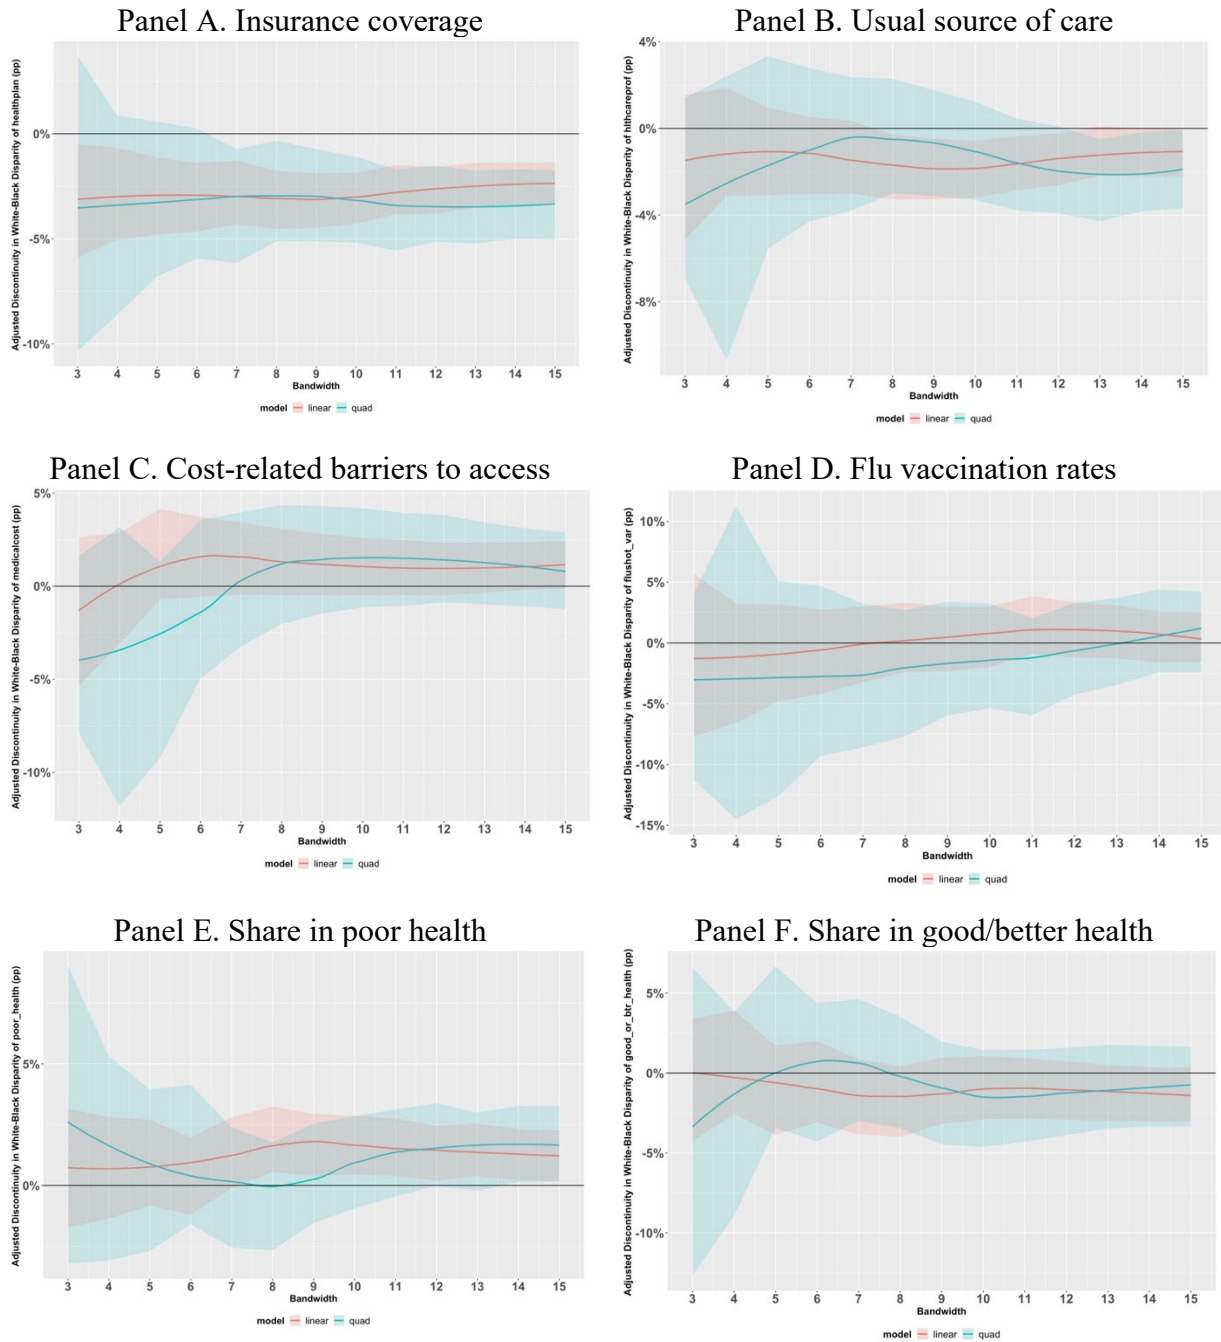 Panel A. Insurance coverage
Adjusted Discontinuity in White-Black Disparity of healthplan (pp)
0%
-5%
-10%
3 4 5 6 7 8 9 10 11 12 13 14 15
Bandwidth
model linear quad
Panel B. Usual source of care
Adjusted Discontinuity in White-Black Disparity of hlthcareprof (pp)
4%
0%
-4%
-8%
3 4 5 6 7 8 9 10 11 12 13 14 15
Bandwidth
model linear quad
Panel C. Cost-related barriers to access
Adjusted Discontinuity in White-Black Disparity of medicalcost (pp)
5%
0%
-5%
-10%
3 4 5 6 7 8 9 10 11 12 13 14 15
Bandwidth
model linear quad
Panel D. Flu vaccination rates
Adjusted Discontinuity in White-Black Disparity of flushot_var (pp)
10%
5%
0%
-5%
-10%
-15%
3 4 5 6 7 8 9 10 11 12 13 14 15
Bandwidth
model linear quad
Panel E. Share in poor health
Adjusted Discontinuity in White-Black Disparity of poor_health (pp)
5%
0%
3 4 5 6 7 8 9 10 11 12 13 14 15
Bandwidth
model linear quad
Panel F. Share in good/better health
Adjusted Discontinuity in White-Black Disparity of good_or_btr_health (pp)
5%
0%
-5%
-10%
3 4 5 6 7 8 9 10 11 12 13 14 15
Bandwidth
model linear quad